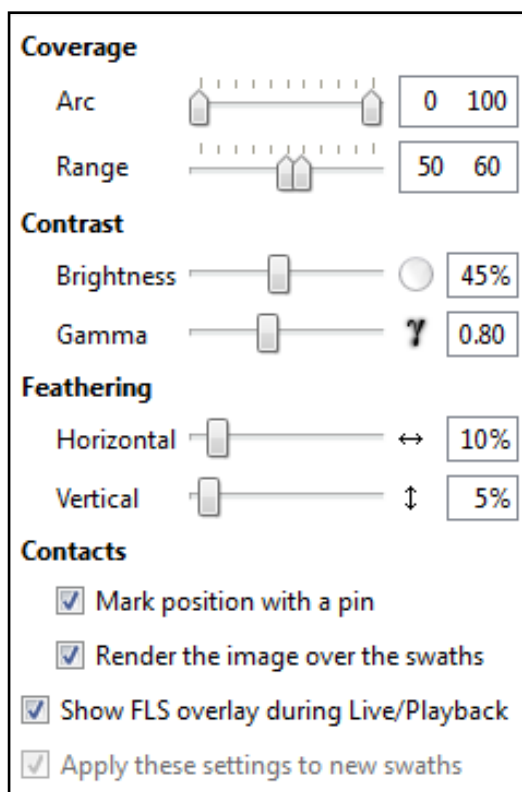 Coverage
Arc 0 100
Range 50 60
Contrast
Brightness 45%
Gamma γ 0.80
Feathering
Horizontal ↔ 10%
Vertical ↕ 5%
Contacts
Mark position with a pin
Render the image over the swaths
Show FLS overlay during Live/Playback
Apply these settings to new swaths